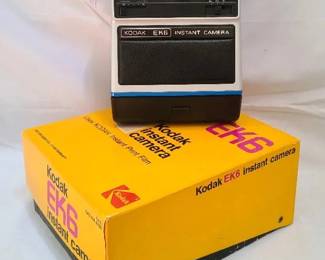 KODAK EK6 INSTANT CAMERA
Uses KODAK Instant Print Film
Kodak
EK6
instant
camera
Kodak EK6 instant camera
Kodak
EK6
instant
came
Kodak